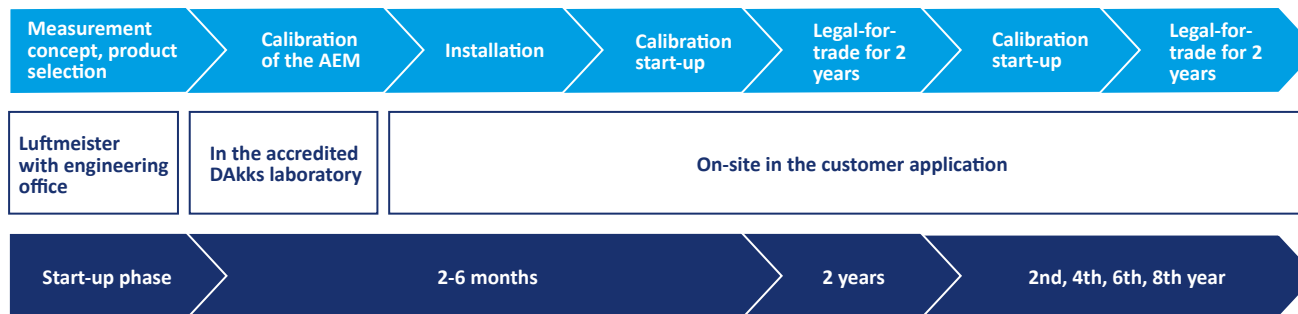 Measurement
concept, product
selection
Calibration
of the AEM
Installation
Calibration
start-up
Legal-for-
trade for 2
years
Calibration
start-up
Legal-for-
trade for 2
years
Luftmeister
with engineering
office
In the accredited
DAkks laboratory
On-site in the customer application
Start-up phase
2-6 months
2 years
2nd, 4th, 6th, 8th year